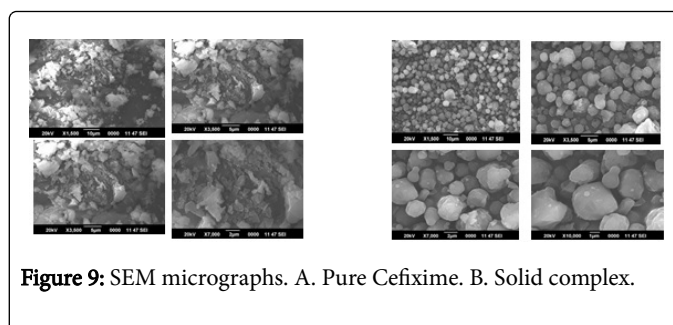 20kV X1,500 10µm 0000 11 47 SEI
20kV X3,500 5µm 0000 11 47 SEI
20kV X1,500 10µm 0000 11 47 SEI
20kV X3,500 5µm 0000 11 47 SEI
20kV X3,500 5µm 0000 11 47 SEI
20kV X7,000 2µm 0000 11 47 SEI
20kV X7,000 2µm 0000 11 47 SEI
20kV X10,000 1µm 0000 11 47 SEI
Figure 9: SEM micrographs. A. Pure Cefixime. B. Solid complex.